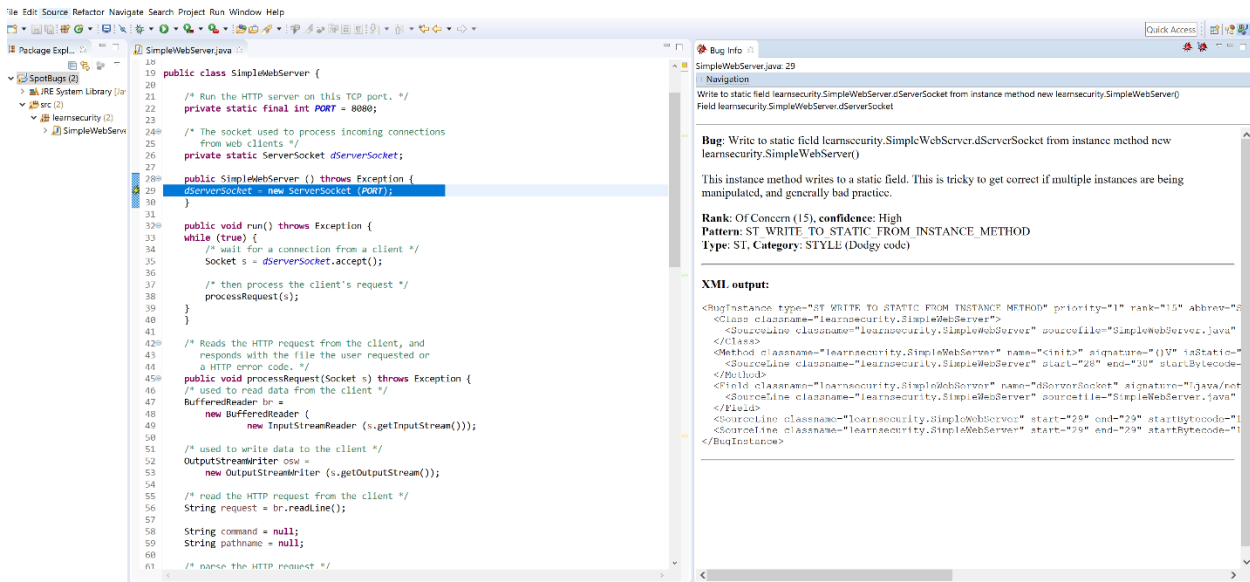 File Edit Source Refactor Navigate Search Project Run Window Help
Quick Access
Package Expl...
SpotBugs (2)
JRE System Library [Jav
src (2)
learnsecurity (2)
SimpleWebServe
SimpleWebServer.java
18
19 public class SimpleWebServer {
20
21 /* Run the HTTP server on this TCP port. */
22 private static final int PORT = 8080;
23
24 /* The socket used to process incoming connections
25 from web clients */
26 private static ServerSocket dServerSocket;
27
28 public SimpleWebServer () throws Exception {
29 dServerSocket = new ServerSocket (PORT);
30 }
31
32 public void run() throws Exception {
33 while (true) {
34 /* wait for a connection from a client */
35 Socket s = dServerSocket.accept();
36
37 /* then process the client's request */
38 processRequest(s);
39 }
40 }
41
42 /* Reads the HTTP request from the client, and
43 responds with the file the user requested or
44 a HTTP error code. */
45 public void processRequest(Socket s) throws Exception {
46 /* used to read data from the client */
47 BufferedReader br =
48 new BufferedReader (
49 new InputStreamReader (s.getInputStream()));
50
51 /* used to write data to the client */
52 OutputStreamWriter osw =
53 new OutputStreamWriter (s.getOutputStream());
54
55 /* read the HTTP request from the client */
56 String request = br.readLine();
57
58 String command = null;
59 String pathname = null;
60
61 /* parse the HTTP request */
Bug Info
SimpleWebServer.java: 29
Navigation
Write to static field learnsecurity.SimpleWebServer.dServerSocket from instance method new learnsecurity.SimpleWebServer()
Field learnsecurity.SimpleWebServer.dServerSocket
Bug: Write to static field learnsecurity.SimpleWebServer.dServerSocket from instance method new
learnsecurity.SimpleWebServer()
This instance method writes to a static field. This is tricky to get correct if multiple instances are being
manipulated, and generally bad practice.
Rank: Of Concern (15), confidence: High
Pattern: ST_WRITE_TO_STATIC_FROM_INSTANCE_METHOD
Type: ST, Category: STYLE (Dodgy code)
XML output:
<BugInstance type="ST_WRITE_TO_STATIC_FROM_INSTANCE_METHOD" priority="1" rank="15" abbrev="S
<Class classname="learnsecurity.SimpleWebServer">
<SourceLine classname="learnsecurity.SimpleWebServer" sourcefile="SimpleWebServer.java"
</Class>
<Method classname="learnsecurity.SimpleWebServer" name="<init>" signature="()V" isStatic="
<SourceLine classname="learnsecurity.SimpleWebServer" start="28" end="30" startBytecode=
</Method>
<Field classname="learnsecurity.SimpleWebServer" name="dServerSocket" signature="Ljava/net
<SourceLine classname="learnsecurity.SimpleWebServer" sourcefile="SimpleWebServer.java"
</Field>
<SourceLine classname="learnsecurity.SimpleWebServer" start="29" end="29" startBytecode="1
<SourceLine classname="learnsecurity.SimpleWebServer" start="29" end="29" startBytecode="1
</BugInstance>